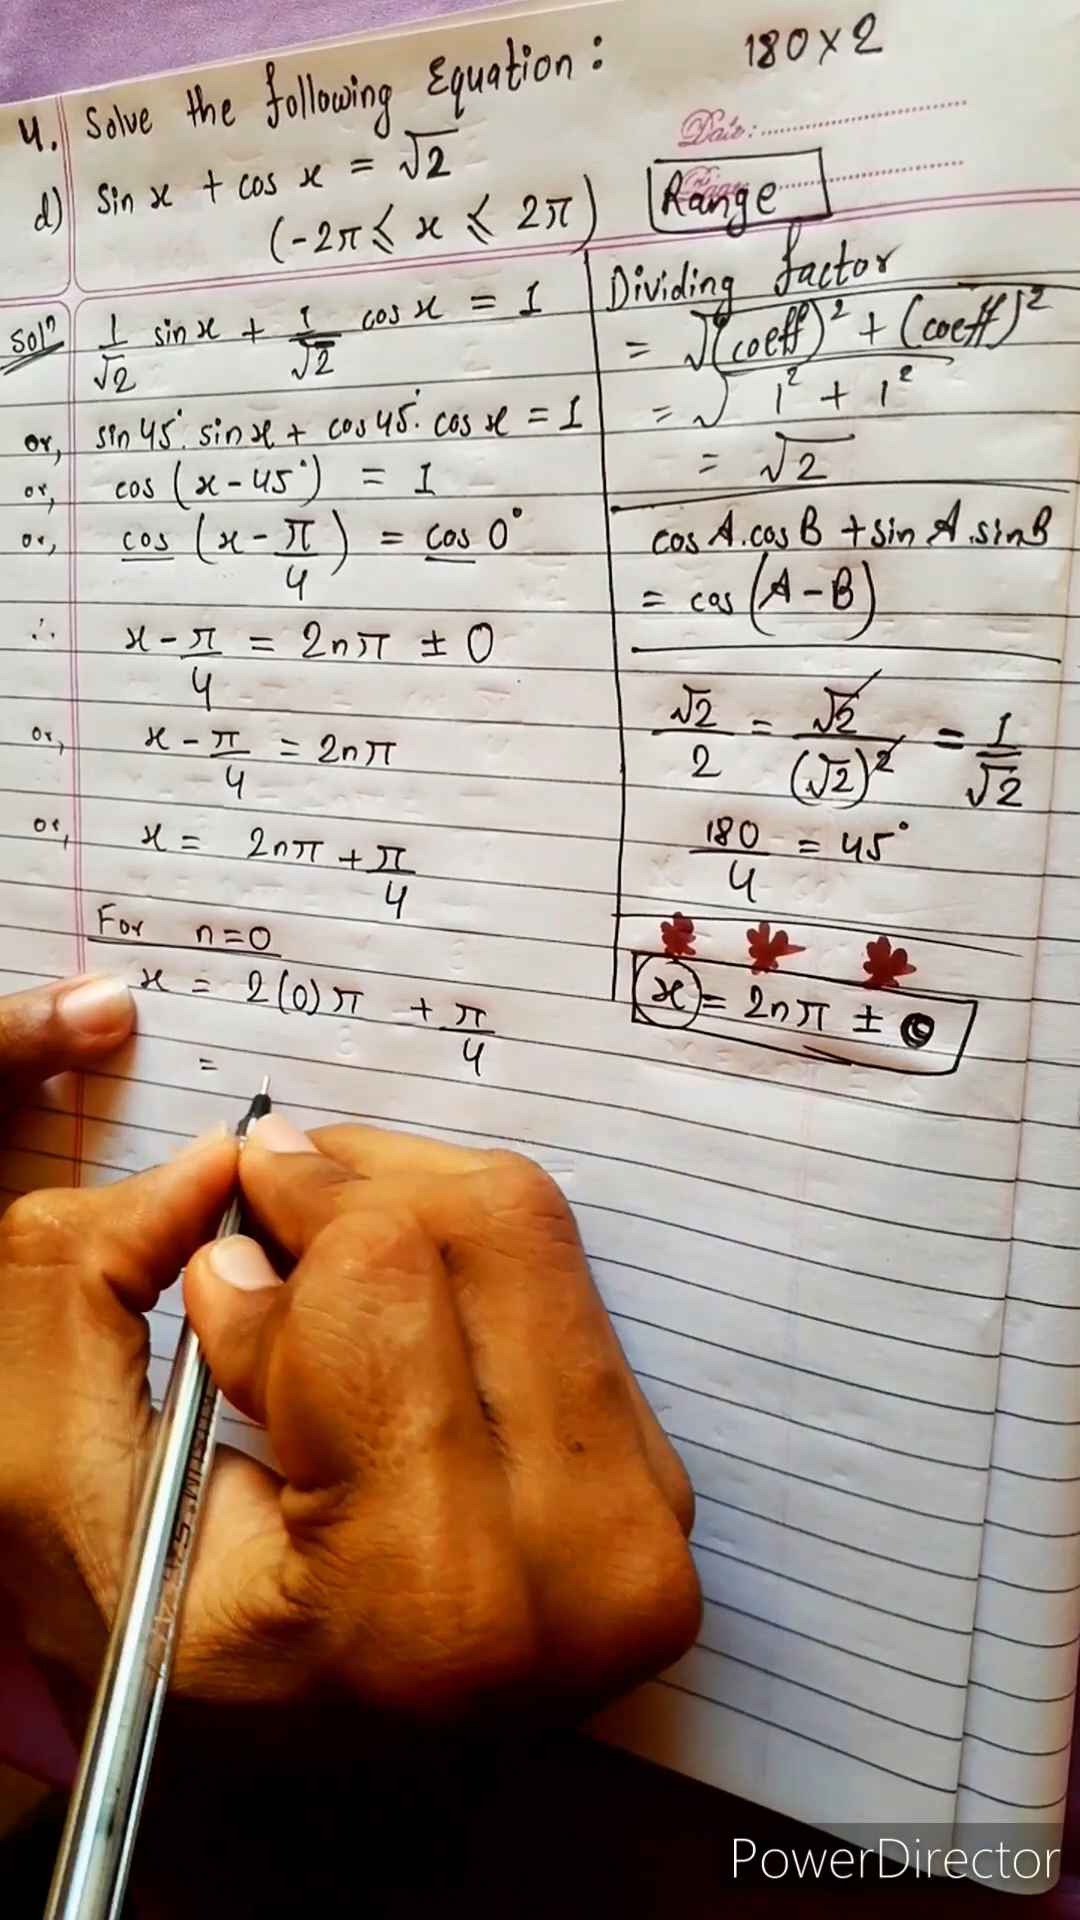 180 × 2
4. Solve the following Equation :
d) sin x + cos x = √2
(-2π ≤ x ≤ 2π)
Date:
Range
Solⁿ
1/√2 sin x + 1/√2 cos x = 1
or, sin 45°. sin x + cos 45°. cos x = 1
or, cos (x - 45°) = 1
or, cos (x - π/4) = cos 0°
∴ x - π/4 = 2nπ ± 0
or, x - π/4 = 2nπ
or, x = 2nπ + π/4
For n = 0
x = 2(0)π + π/4
=
Dividing factor
= √(coeff)² + (coeff)²
= √1² + 1²
= √2
cos A. cos B + sin A. sin B
= cos (A - B)
√2/2 = √2/(√2)² = 1/√2
180/4 = 45°
x = 2nπ ±
PowerDirector